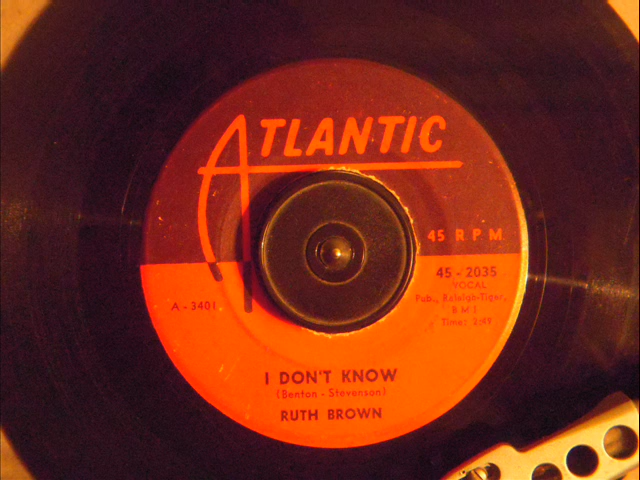 ATLANTIC
45 R.P.M.
45-2035
VOCAL
Pub., Raleigh-Tiger,
BMI
Time: 2:49
A-3401
I DON'T KNOW
(Benton - Stevenson)
RUTH BROWN